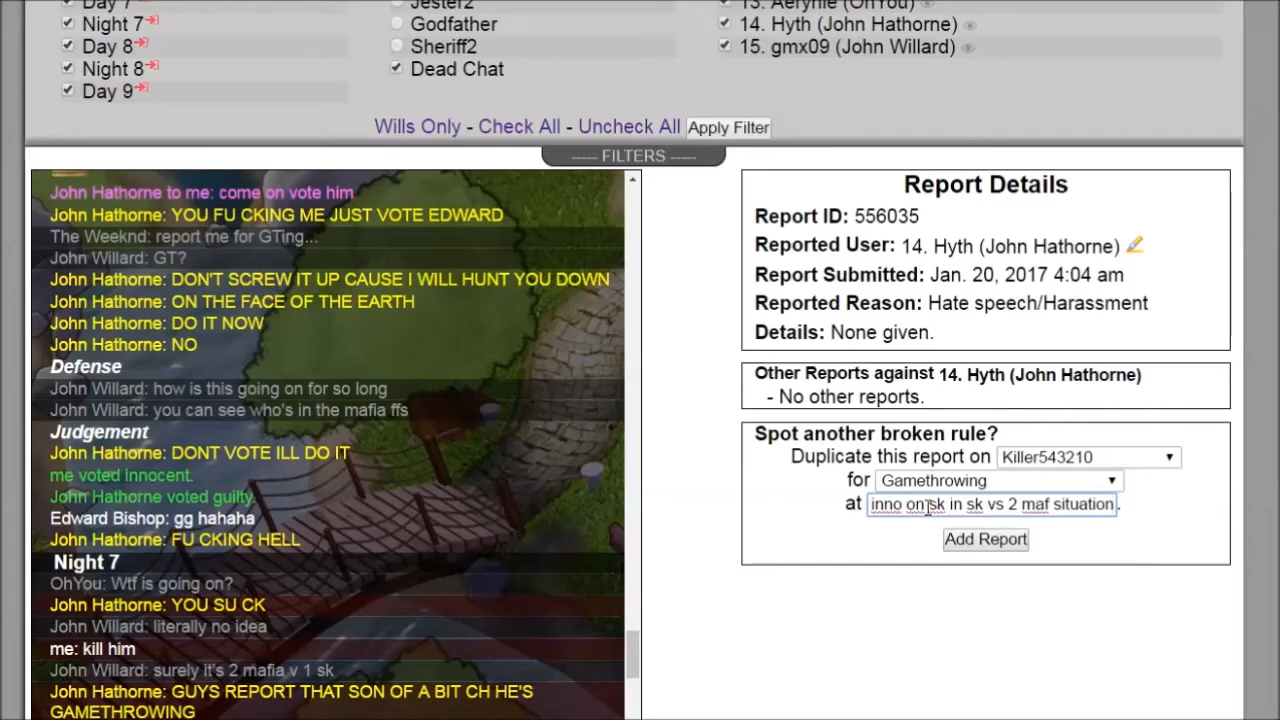 Day 7 Jester2 13. Aerynie (OhYou)
Night 7 Godfather 14. Hyth (John Hathorne)
Day 8 Sheriff2 15. gmx09 (John Willard)
Night 8 Dead Chat
Day 9
Wills Only - Check All - Uncheck All Apply Filter
----- FILTERS -----
John Hathorne to me: come on vote him
John Hathorne: YOU FU CKING ME JUST VOTE EDWARD
The Weeknd: report me for GTing...
John Willard: GT?
John Hathorne: DON'T SCREW IT UP CAUSE I WILL HUNT YOU DOWN
John Hathorne: ON THE FACE OF THE EARTH
John Hathorne: DO IT NOW
John Hathorne: NO
Defense
John Willard: how is this going on for so long
John Willard: you can see who's in the mafia ffs
Judgement
John Hathorne: DONT VOTE ILL DO IT
me voted innocent.
John Hathorne voted guilty.
Edward Bishop: gg hahaha
John Hathorne: FU CKING HELL
Night 7
OhYou: Wtf is going on?
John Hathorne: YOU SU CK
John Willard: literally no idea
me: kill him
John Willard: surely it's 2 mafia v 1 sk
John Hathorne: GUYS REPORT THAT SON OF A BIT CH HE'S
GAMETHROWING
Report Details
Report ID: 556035
Reported User: 14. Hyth (John Hathorne)
Report Submitted: Jan. 20, 2017 4:04 am
Reported Reason: Hate speech/Harassment
Details: None given.
Other Reports against 14. Hyth (John Hathorne)
- No other reports.
Spot another broken rule?
Duplicate this report on Killer543210
for Gamethrowing
at inno on sk in sk vs 2 maf situation .
Add Report